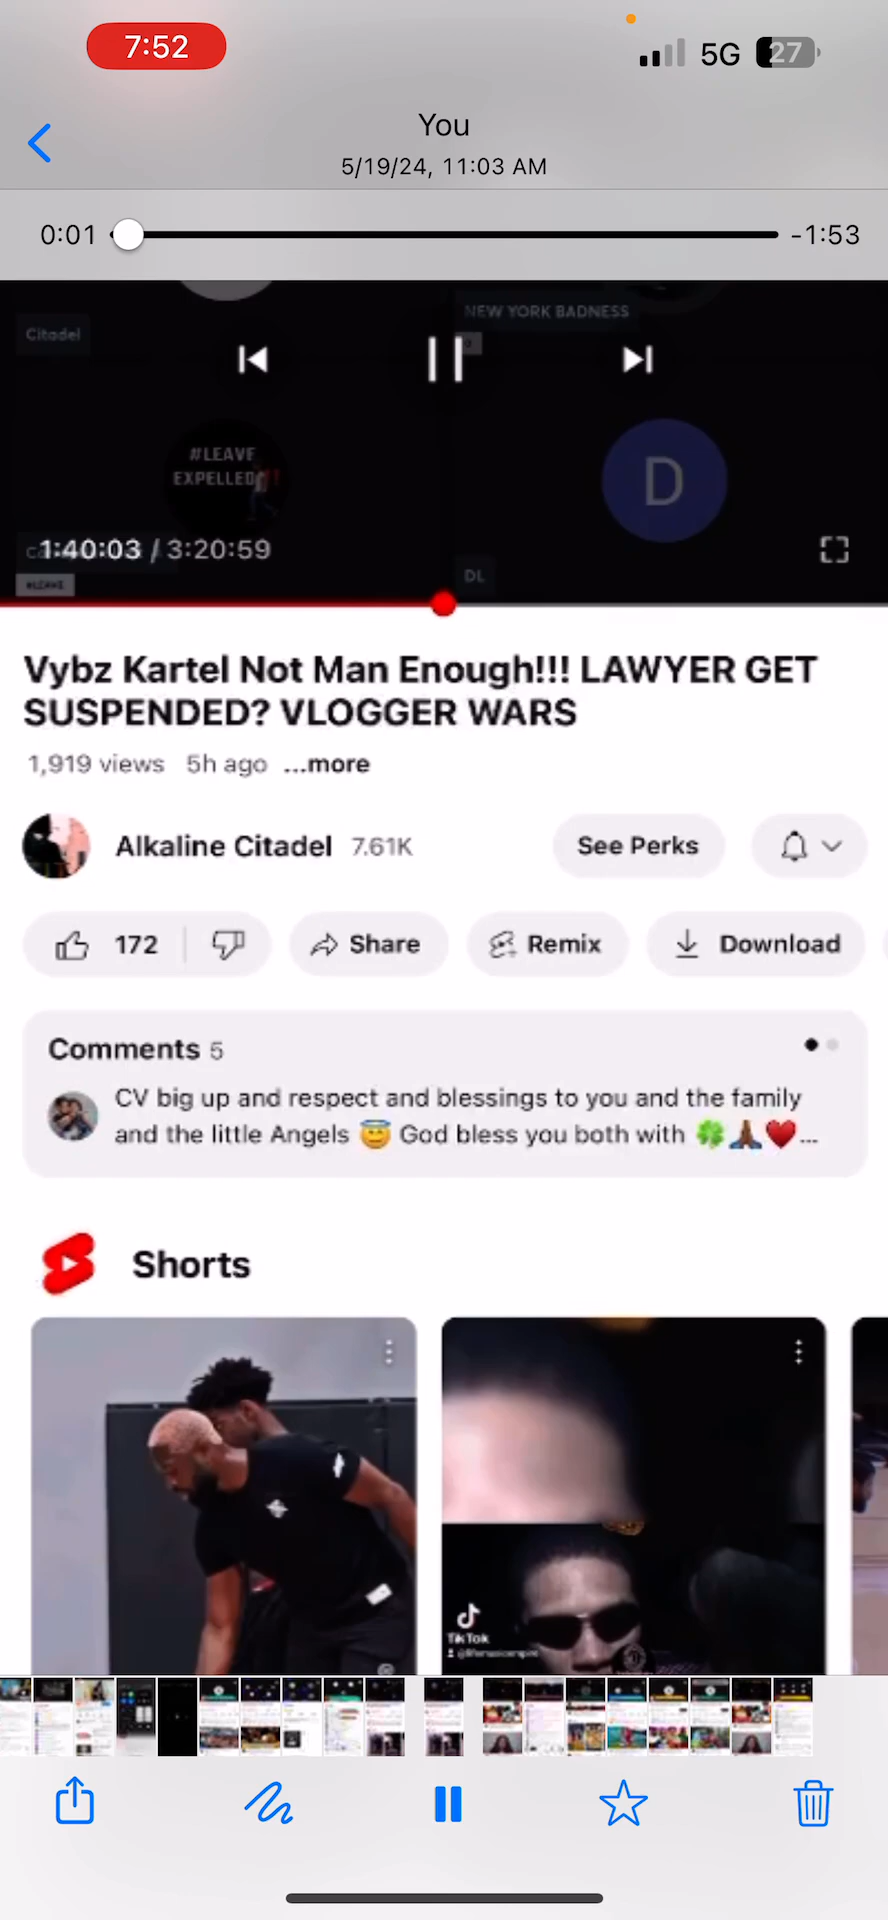 7:52
5G 27
You
5/19/24, 11:03 AM
0:01
-1:53
NEW YORK BADNESS
Citadel
#LEAVE
EXPELLED
D
1:40:03 / 3:20:59
#LEAVE
DL
Vybz Kartel Not Man Enough!!! LAWYER GET
SUSPENDED? VLOGGER WARS
1,919 views 5h ago ...more
Alkaline Citadel 7.61K
See Perks
172
Share
Remix
Download
Comments 5
CV big up and respect and blessings to you and the family
and the little Angels 😇 God bless you both with 🍀🙏🏾❤️...
Shorts
TikTok